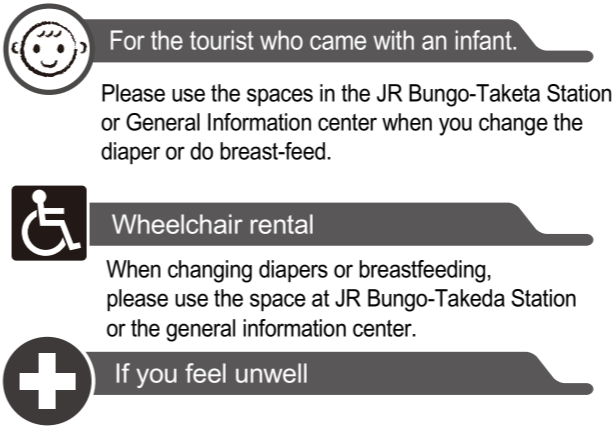 For the tourist who came with an infant.
Please use the spaces in the JR Bungo-Taketa Station
or General Information center when you change the
diaper or do breast-feed.
Wheelchair rental
When changing diapers or breastfeeding,
please use the space at JR Bungo-Takeda Station
or the general information center.
If you feel unwell